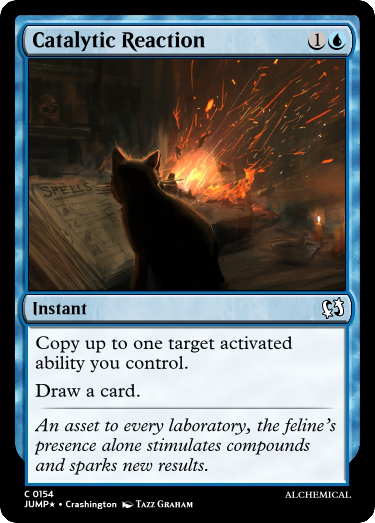 Catalytic Reaction 1
SPELLS
Instant
Copy up to one target activated
ability you control.
Draw a card.
An asset to every laboratory, the feline's
presence alone stimulates compounds
and sparks new results.
C 0154 ALCHEMICAL
JUMP★ • Crashington Tazz Graham